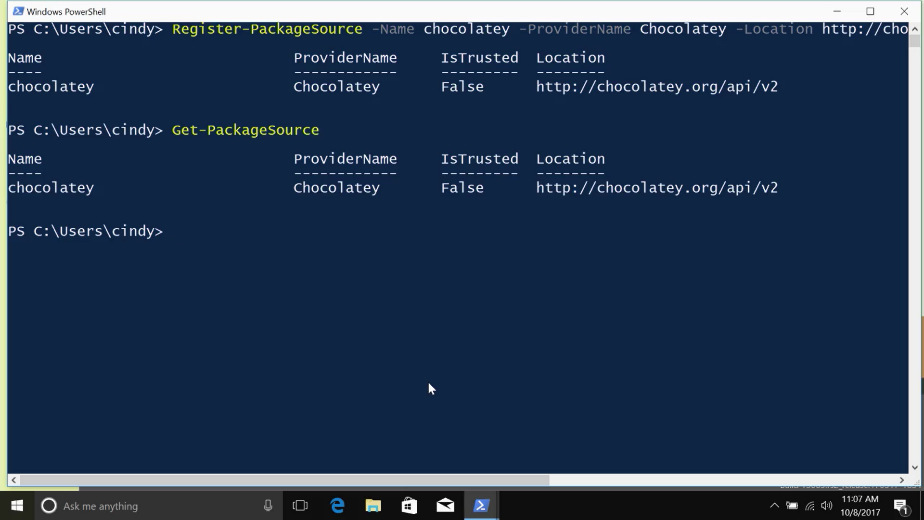 Windows PowerShell
PS C:\Users\cindy> Register-PackageSource -Name chocolatey -ProviderName Chocolatey -Location http://cho
Name ProviderName IsTrusted Location
---- ------------ --------- --------
chocolatey Chocolatey False http://chocolatey.org/api/v2
PS C:\Users\cindy> Get-PackageSource
Name ProviderName IsTrusted Location
---- ------------ --------- --------
chocolatey Chocolatey False http://chocolatey.org/api/v2
PS C:\Users\cindy>
Ask me anything
11:07 AM
10/8/2017
1